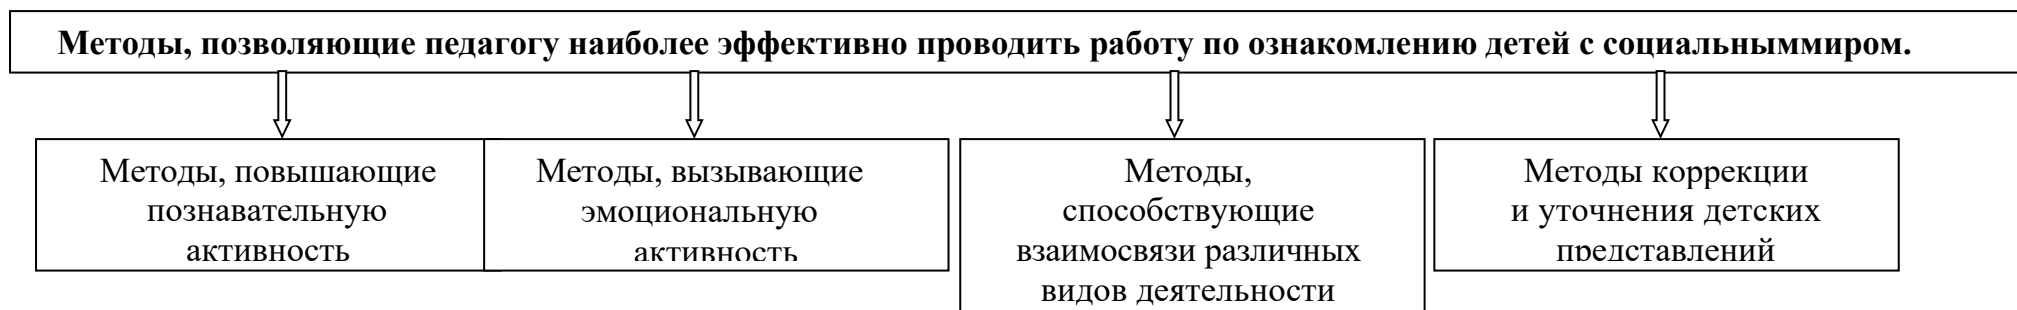 Методы, позволяющие педагогу наиболее эффективно проводить работу по ознакомлению детей с социальныммиром.
Методы, повышающие
познавательную
активность
Методы, вызывающие
эмоциональную
активность
Методы,
способствующие
взаимосвязи различных
видов деятельности
Методы коррекции
и уточнения детских
представлений